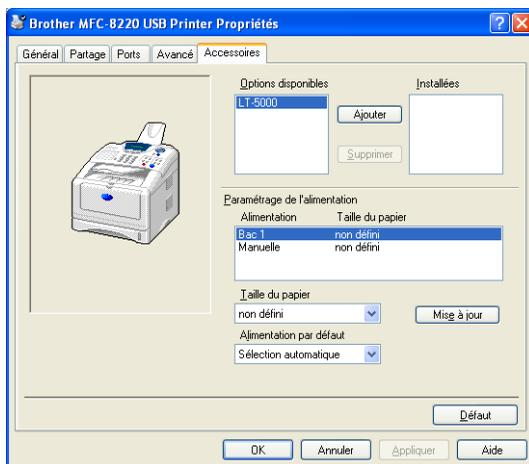 Brother MFC-8220 USB Printer Propriétés
Général Partage Ports Avancé Accessoires
Options disponibles Installées
LT-5000
Ajouter
Supprimer
Paramétrage de l'alimentation
Alimentation Taille du papier
Bac 1 non défini
Manuelle non défini
Taille du papier
non défini Mise à jour
Alimentation par défaut
Sélection automatique
Défaut
OK Annuler Appliquer Aide